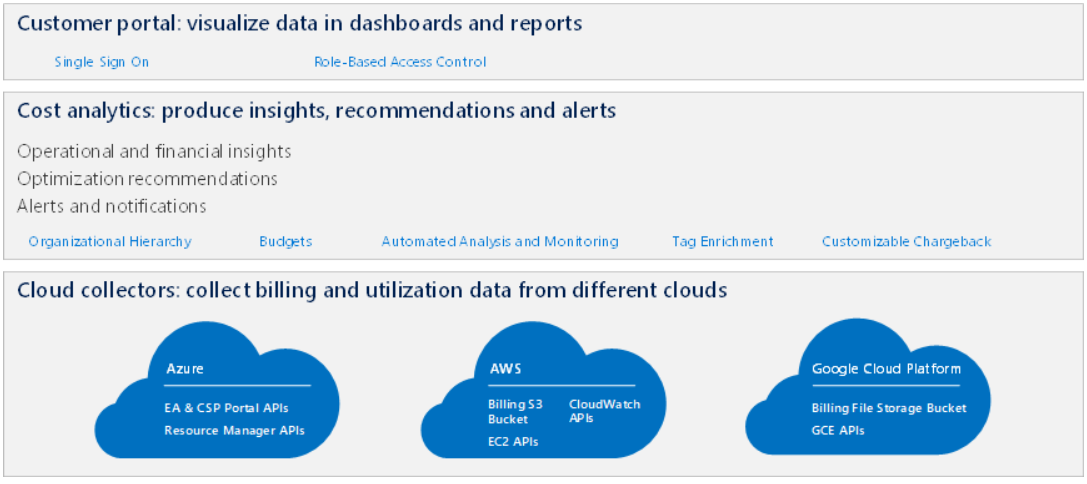 Customer portal: visualize data in dashboards and reports
Single Sign On
Role-Based Access Control
Cost analytics: produce insights, recommendations and alerts
Operational and financial insights
Optimization recommendations
Alerts and notifications
Organizational Hierarchy
Budgets
Automated Analysis and Monitoring
Tag Enrichment
Customizable Chargeback
Cloud collectors: collect billing and utilization data from different clouds
Azure
EA & CSP Portal APIs
Resource Manager APIs
AWS
Billing S3
Bucket
EC2 APIs
CloudWatch
APIs
Google Cloud Platform
Billing File Storage Bucket
GCE APIs